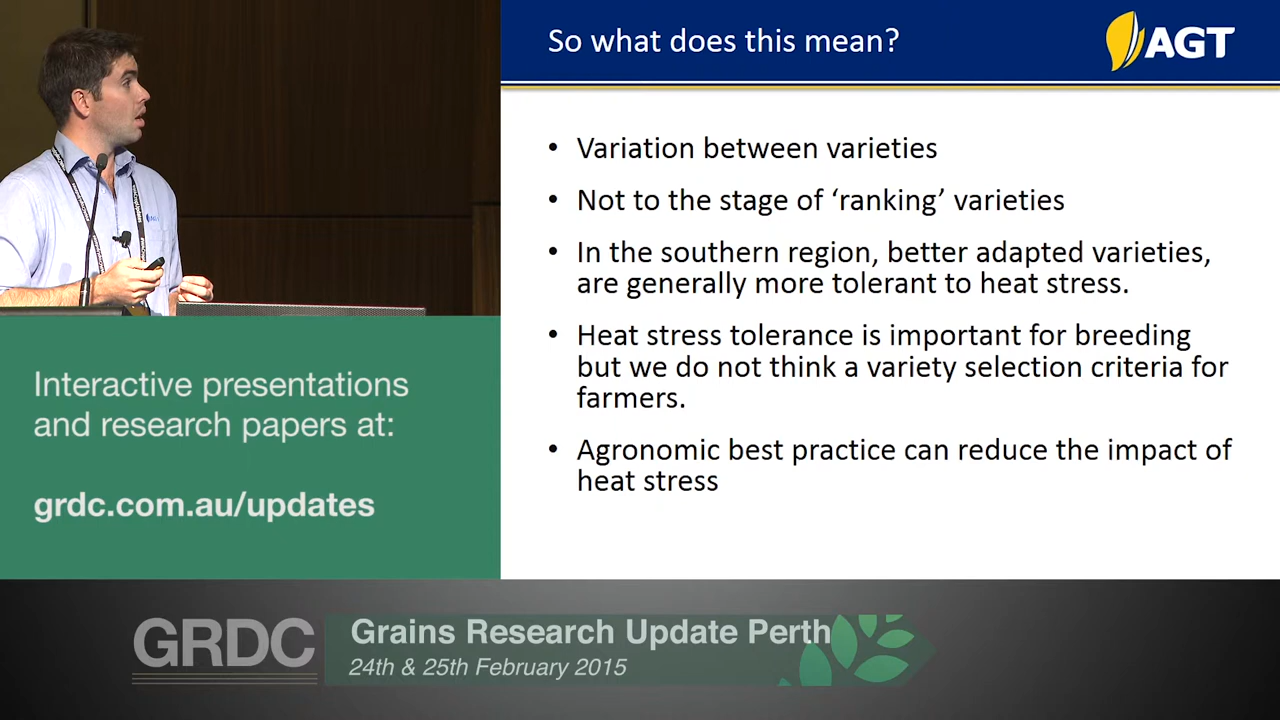 So what does this mean?
AGT
• Variation between varieties
• Not to the stage of ‘ranking’ varieties
• In the southern region, better adapted varieties,
are generally more tolerant to heat stress.
• Heat stress tolerance is important for breeding
but we do not think a variety selection criteria for
farmers.
• Agronomic best practice can reduce the impact of
heat stress
Interactive presentations
and research papers at:
grdc.com.au/updates
GRDC
Grains Research Update Perth
24th & 25th February 2015